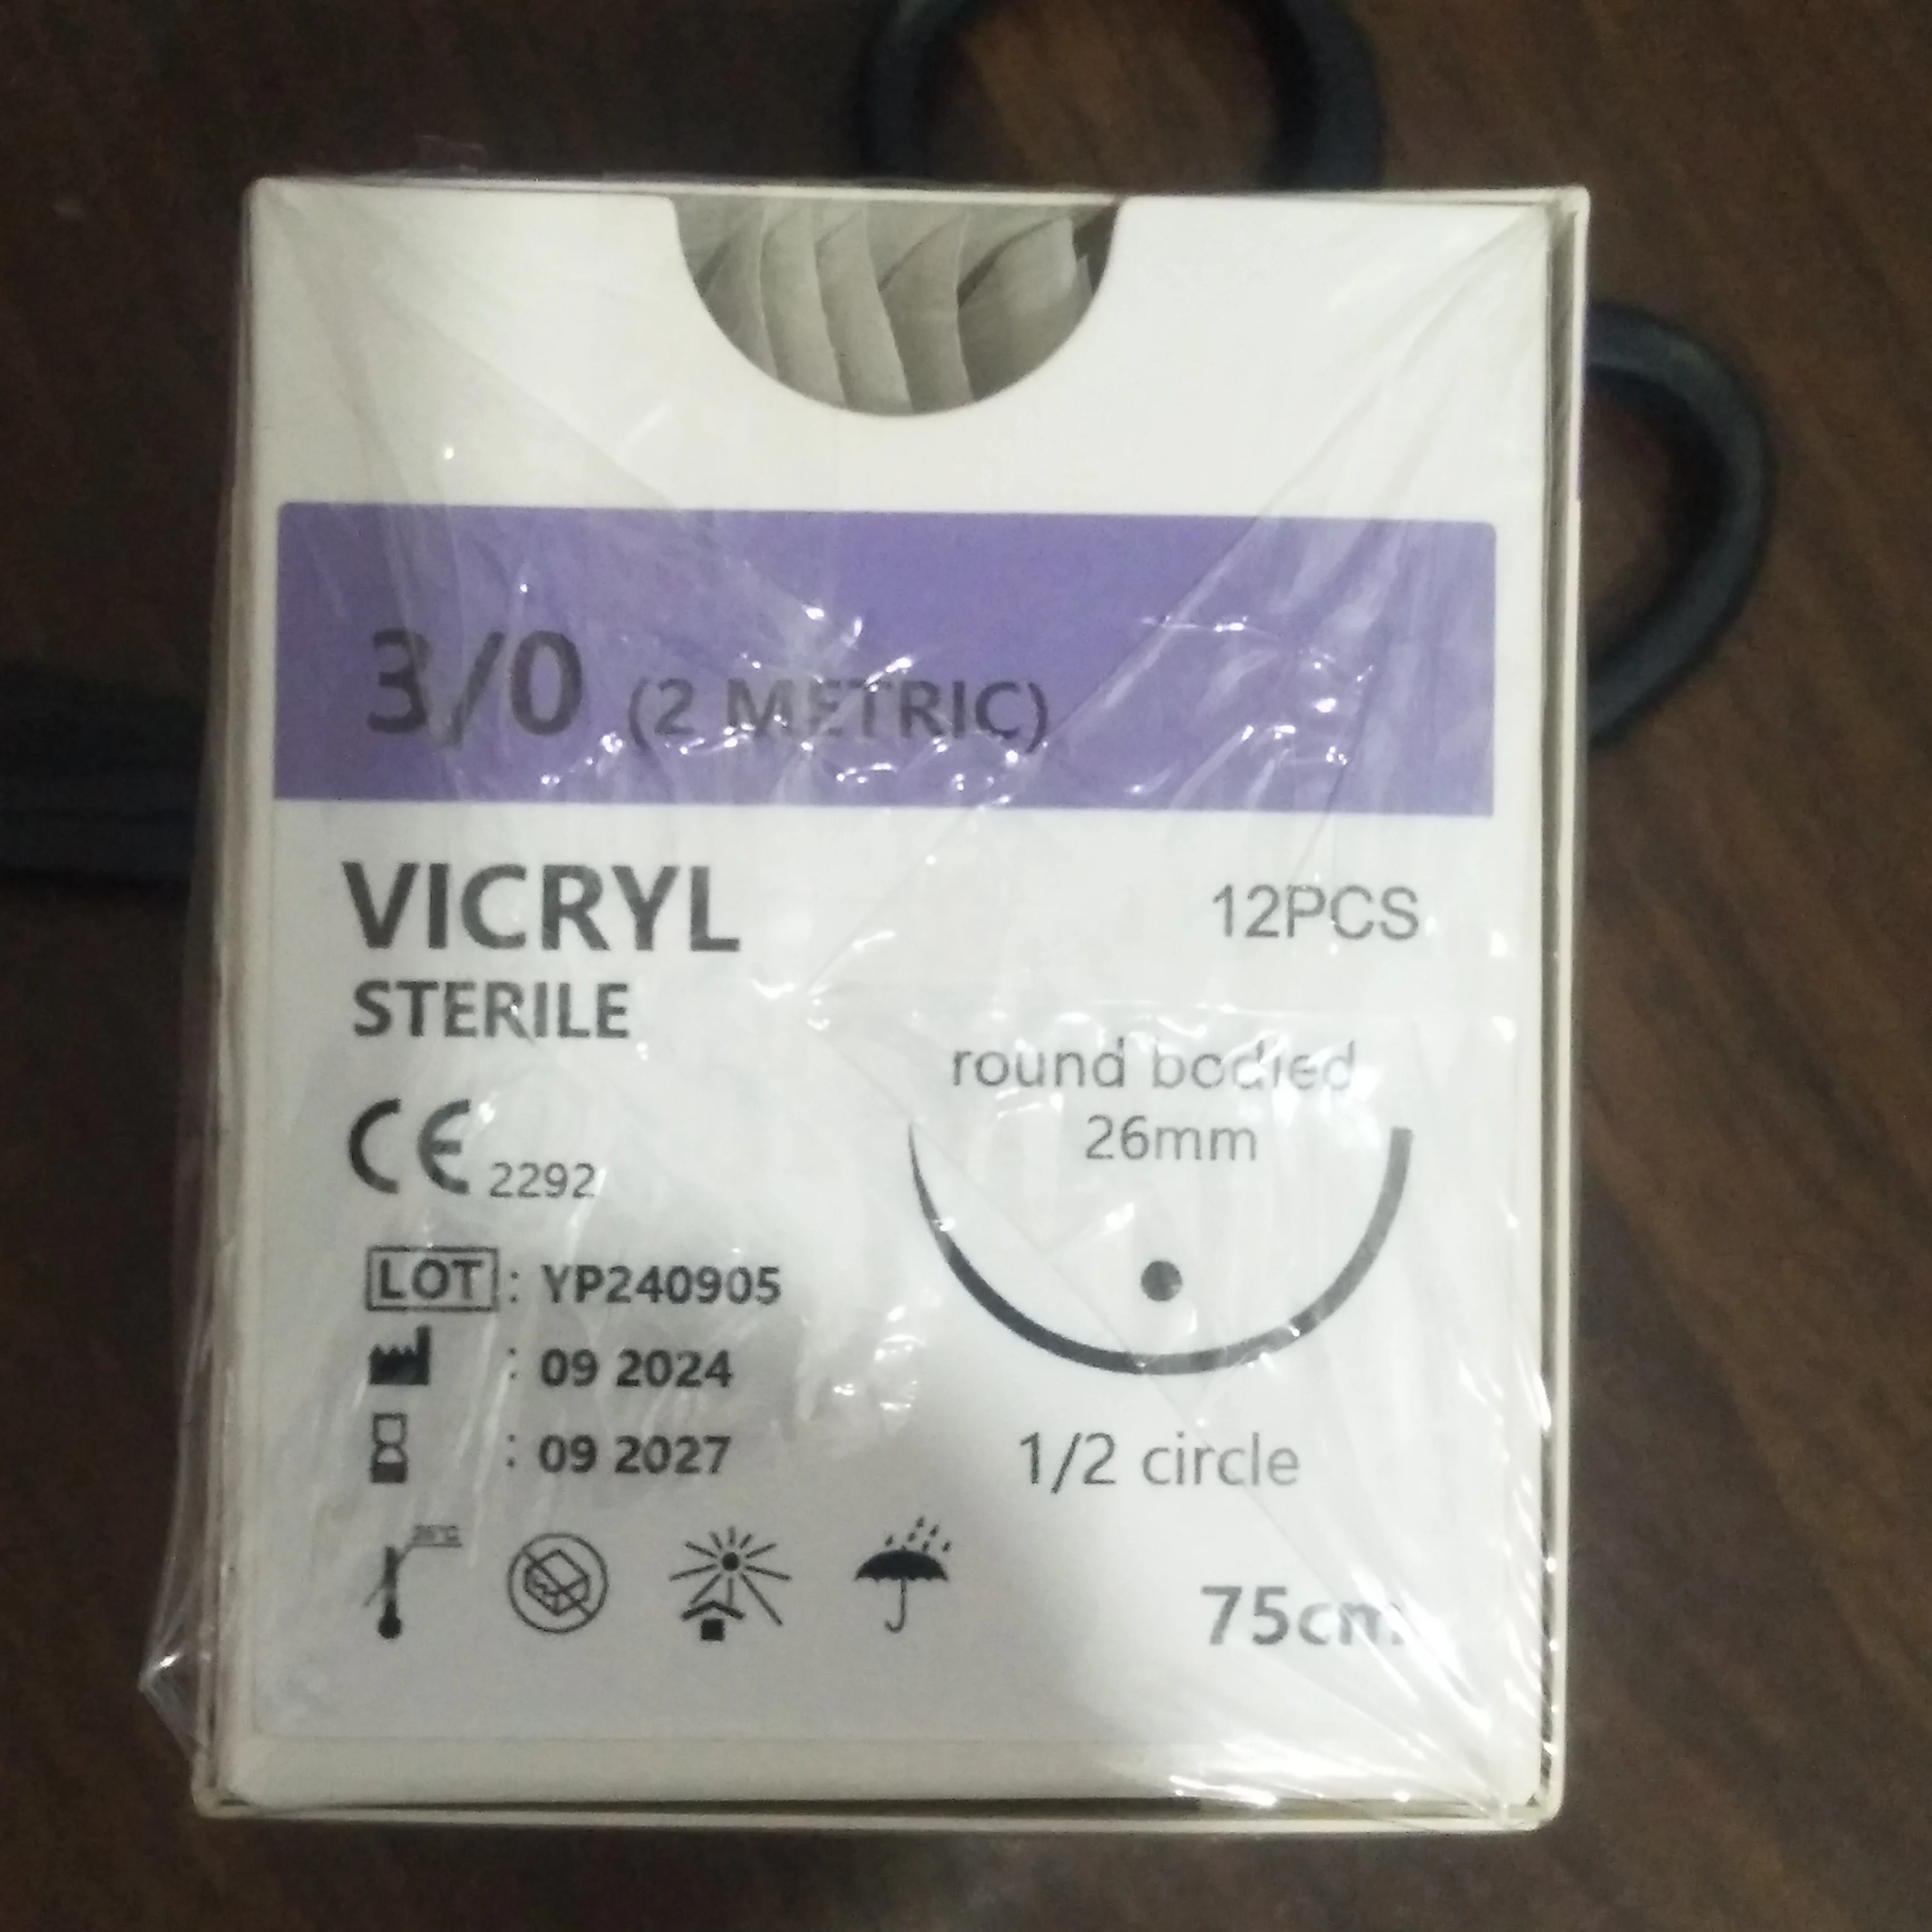 3/0 (2 METRIC)
VICRYL
12PCS
STERILE
round bodied
26mm
CE 2292
LOT : YP240905
: 09 2024
: 09 2027
1/2 circle
75cm